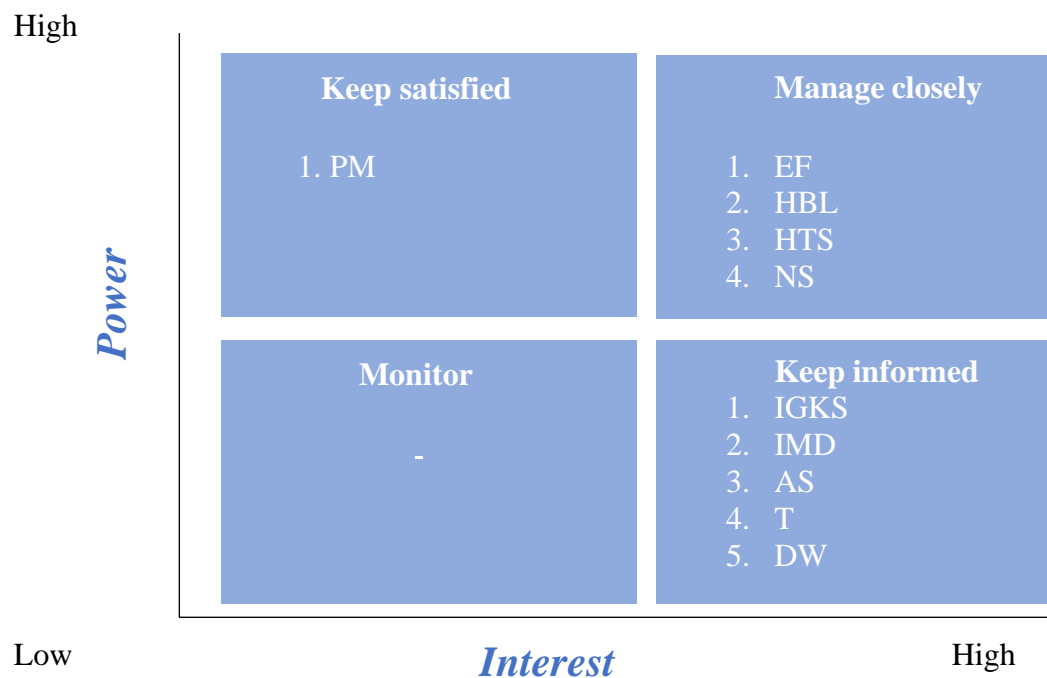 High
Keep satisfied
1. PM
Manage closely
1. EF
2. HBL
3. HTS
4. NS
Power
Monitor
-
Keep informed
1. IGKS
2. IMD
3. AS
4. T
5. DW
Low
Interest
High